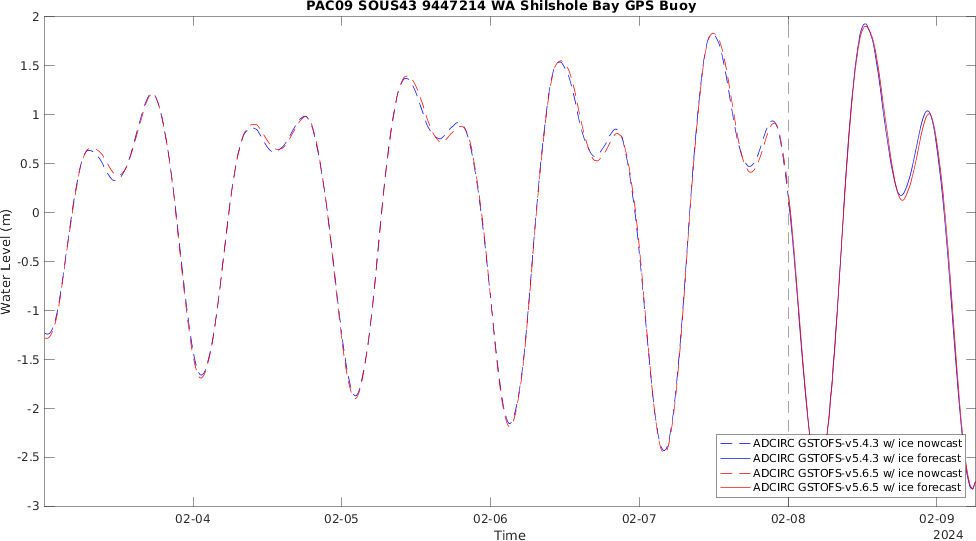 PAC09 SOUS43 9447214 WA Shilshole Bay GPS Buoy
2
1.5
1
0.5
0
-0.5
-1
-1.5
-2
-2.5
-3
Water Level (m)
ADCIRC GSTOFS-v5.4.3 w/ ice nowcast
ADCIRC GSTOFS-v5.4.3 w/ ice forecast
ADCIRC GSTOFS-v5.6.5 w/ ice nowcast
ADCIRC GSTOFS-v5.6.5 w/ ice forecast
02-04 02-05 02-06 02-07 02-08 02-09
Time 2024